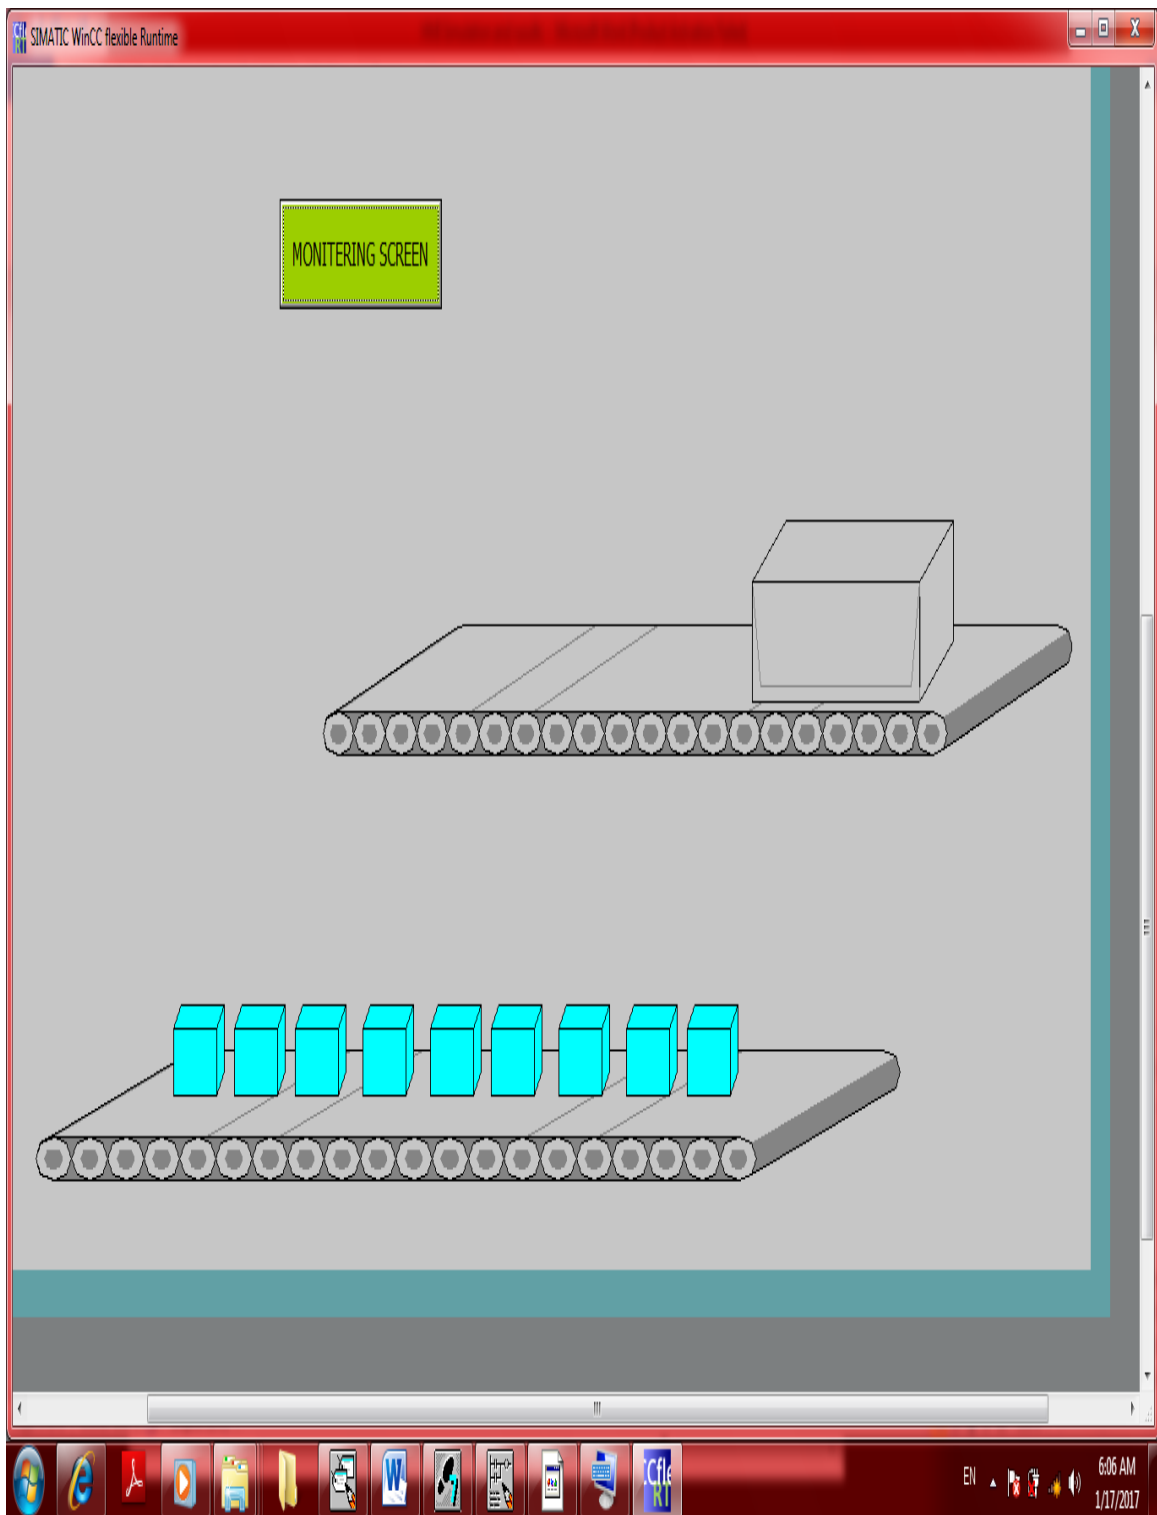 SIMATIC WinCC flexible Runtime
MONITERING SCREEN
EN
6:06 AM
1/17/2017